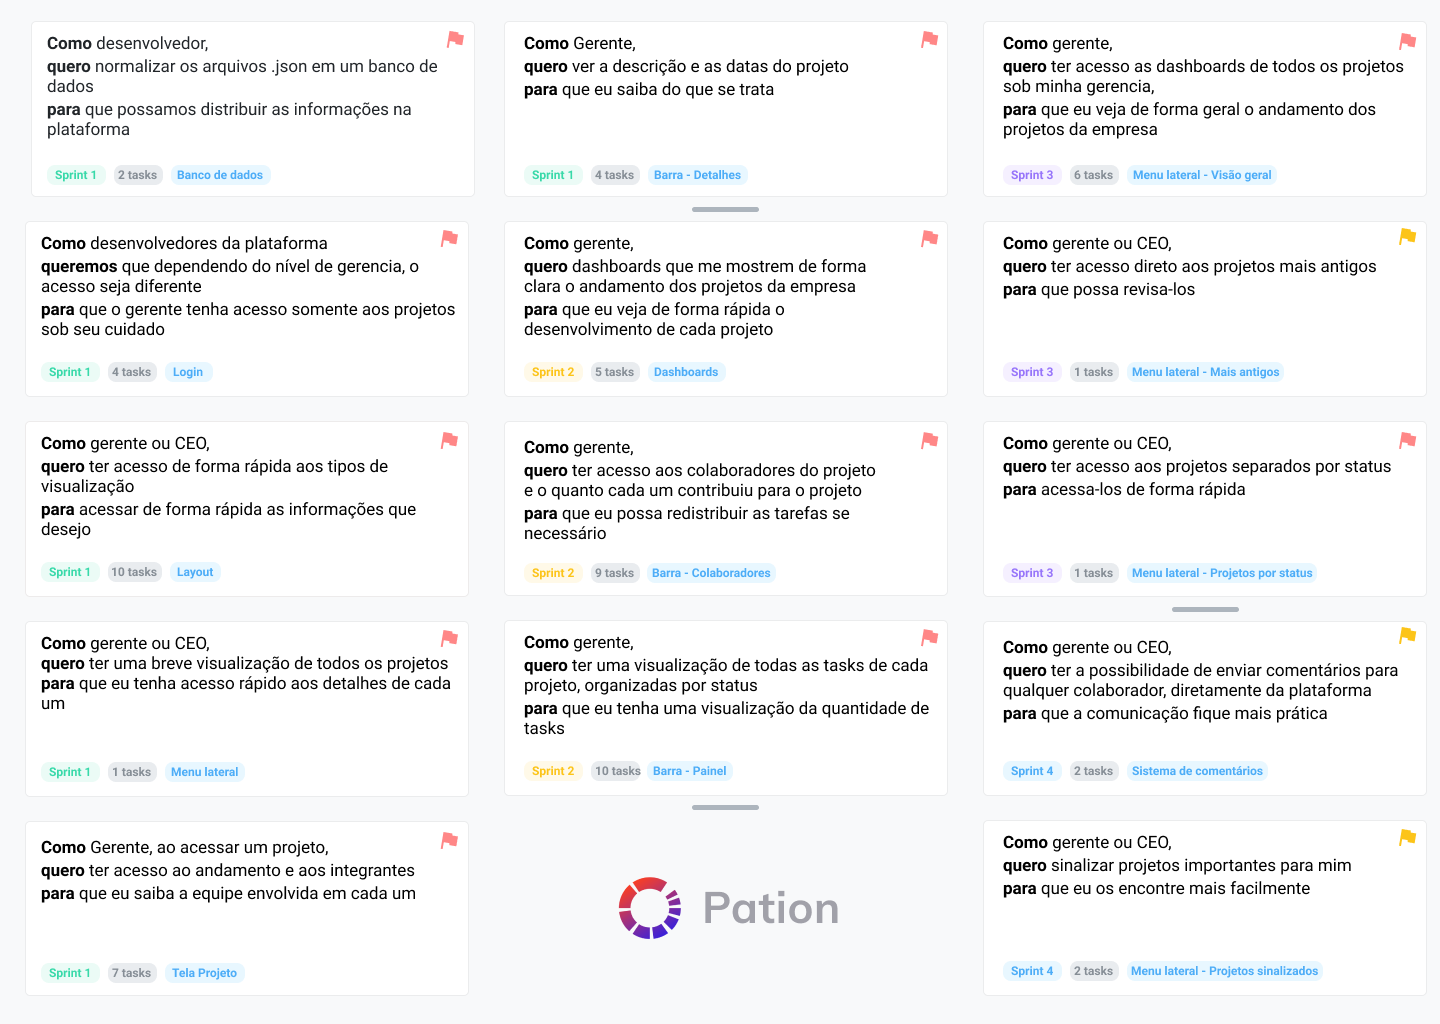 Como desenvolvedor,
quero normalizar os arquivos .json em um banco de
dados
para que possamos distribuir as informações na
plataforma
Sprint 1 2 tasks Banco de dados
Como desenvolvedores da plataforma
queremos que dependendo do nível de gerencia, o
acesso seja diferente
para que o gerente tenha acesso somente aos projetos
sob seu cuidado
Sprint 1 4 tasks Login
Como gerente ou CEO,
quero ter acesso de forma rápida aos tipos de
visualização
para acessar de forma rápida as informações que
desejo
Sprint 1 10 tasks Layout
Como gerente ou CEO,
quero ter uma breve visualização de todos os projetos
para que eu tenha acesso rápido aos detalhes de cada
um
Sprint 1 1 tasks Menu lateral
Como Gerente, ao acessar um projeto,
quero ter acesso ao andamento e aos integrantes
para que eu saiba a equipe envolvida em cada um
Sprint 1 7 tasks Tela Projeto
Como Gerente,
quero ver a descrição e as datas do projeto
para que eu saiba do que se trata
Sprint 1 4 tasks Barra - Detalhes
Como gerente,
quero dashboards que me mostrem de forma
clara o andamento dos projetos da empresa
para que eu veja de forma rápida o
desenvolvimento de cada projeto
Sprint 2 5 tasks Dashboards
Como gerente,
quero ter acesso aos colaboradores do projeto
e o quanto cada um contribuiu para o projeto
para que eu possa redistribuir as tarefas se
necessário
Sprint 2 9 tasks Barra - Colaboradores
Como gerente,
quero ter uma visualização de todas as tasks de cada
projeto, organizadas por status
para que eu tenha uma visualização da quantidade de
tasks
Sprint 2 10 tasks Barra - Painel
Pation
Como gerente,
quero ter acesso as dashboards de todos os projetos
sob minha gerencia,
para que eu veja de forma geral o andamento dos
projetos da empresa
Sprint 3 6 tasks Menu lateral - Visão geral
Como gerente ou CEO,
quero ter acesso direto aos projetos mais antigos
para que possa revisa-los
Sprint 3 1 tasks Menu lateral - Mais antigos
Como gerente ou CEO,
quero ter acesso aos projetos separados por status
para acessa-los de forma rápida
Sprint 3 1 tasks Menu lateral - Projetos por status
Como gerente ou CEO,
quero ter a possibilidade de enviar comentários para
qualquer colaborador, diretamente da plataforma
para que a comunicação fique mais prática
Sprint 4 2 tasks Sistema de comentários
Como gerente ou CEO,
quero sinalizar projetos importantes para mim
para que eu os encontre mais facilmente
Sprint 4 2 tasks Menu lateral - Projetos sinalizados